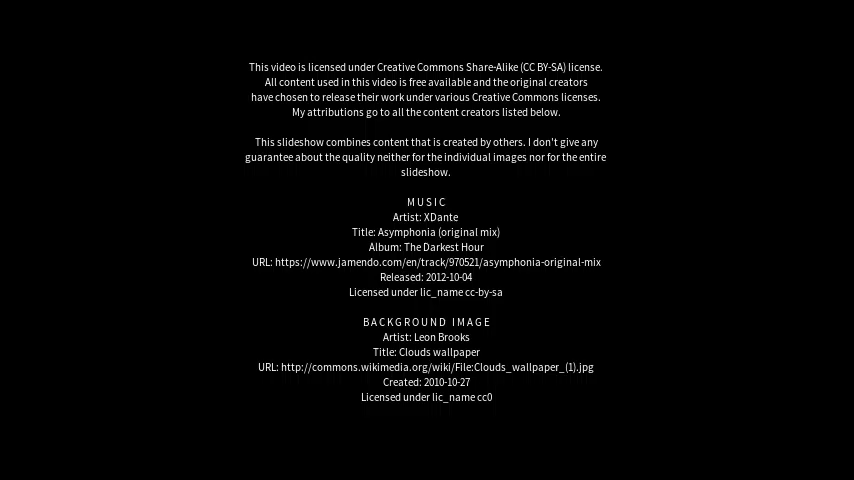 This video is licensed under Creative Commons Share-Alike (CC BY-SA) license.
All content used in this video is free available and the original creators
have chosen to release their work under various Creative Commons licenses.
My attributions go to all the content creators listed below.
This slideshow combines content that is created by others. I don't give any
guarantee about the quality neither for the individual images nor for the entire
slideshow.
MUSIC
Artist: XDante
Title: Asymphonia (original mix)
Album: The Darkest Hour
URL: https://www.jamendo.com/en/track/970521/asymphonia-original-mix
Released: 2012-10-04
Licensed under lic_name cc-by-sa
BACKGROUND IMAGE
Artist: Leon Brooks
Title: Clouds wallpaper
URL: http://commons.wikimedia.org/wiki/File:Clouds_wallpaper_(1).jpg
Created: 2010-10-27
Licensed under lic_name cc0